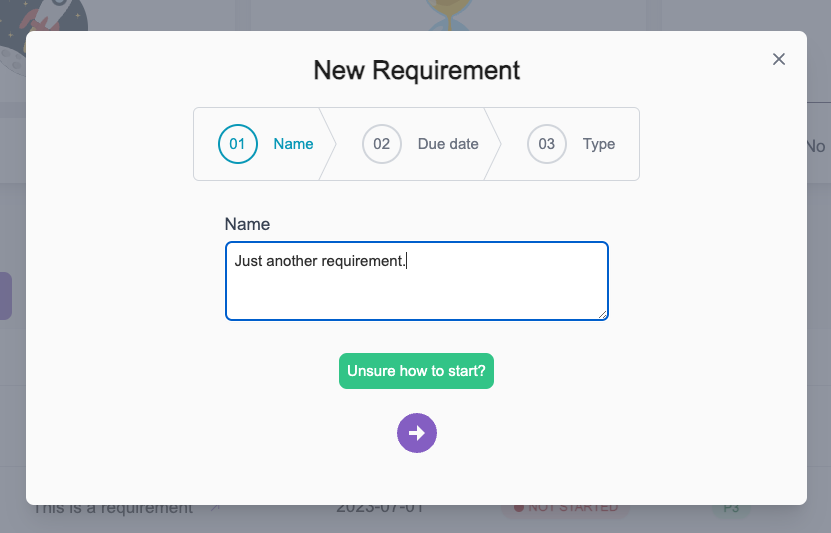 New Requirement
01 Name 02 Due date 03 Type
No
Name
Just another requirement.
Unsure how to start?
This is a requirement 2023-07-01 NOT STARTED P3